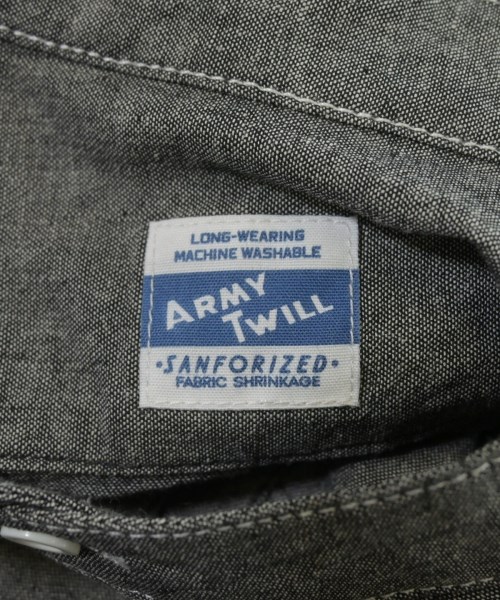 LONG-WEARING
MACHINE WASHABLE
ARMY
TWILL
·SANFORIZED·
FABRIC SHRINKAGE